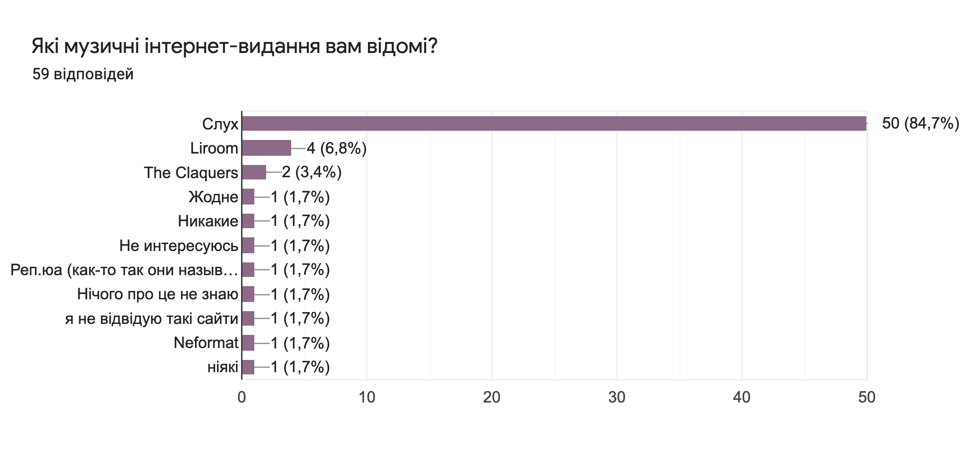 Які музичні інтернет-видання вам відомі?
59 відповідей
Слух 50 (84,7%)
Liroom 4 (6,8%)
The Claquers 2 (3,4%)
Жодне 1 (1,7%)
Никакие 1 (1,7%)
Не интересуюсь 1 (1,7%)
Реп.юа (как-то так они назыв… 1 (1,7%)
Нічого про це не знаю 1 (1,7%)
я не відвідую такі сайти 1 (1,7%)
Neformat 1 (1,7%)
ніякі 1 (1,7%)
0 10 20 30 40 50